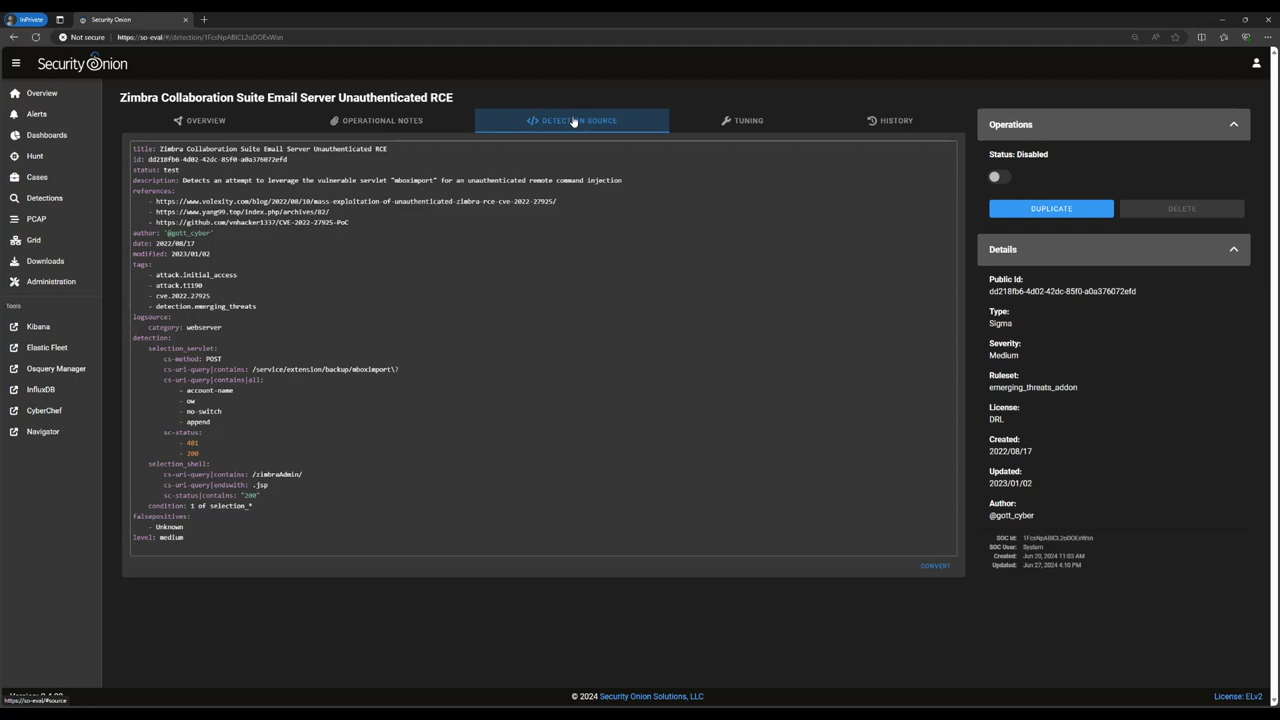 InPrivate
Security Onion
Not secure
https://so-eval/#/detection/1FcsNpABlCL2oDOExWon
Security Onion
Overview
Alerts
Dashboards
Hunt
Cases
Detections
PCAP
Grid
Downloads
Administration
Tools
Kibana
Elastic Fleet
Osquery Manager
InfluxDB
CyberChef
Navigator
Zimbra Collaboration Suite Email Server Unauthenticated RCE
OVERVIEW
OPERATIONAL NOTES
DETECTION SOURCE
TUNING
HISTORY
title: Zimbra Collaboration Suite Email Server Unauthenticated RCE
id: dd218fb6-4d02-42dc-85f0-a0a376072efd
status: test
description: Detects an attempt to leverage the vulnerable servlet "mboximport" for an unauthenticated remote command injection
references:
- https://www.volexity.com/blog/2022/08/10/mass-exploitation-of-unauthenticated-zimbra-rce-cve-2022-27925/
- https://www.yang99.top/index.php/archives/82/
- https://github.com/vnhacker1337/CVE-2022-27925-PoC
author: '@gott_cyber'
date: 2022/08/17
modified: 2023/01/02
tags:
- attack.initial_access
- attack.t1190
- cve.2022.27925
- detection.emerging_threats
logsource:
category: webserver
detection:
selection_servlet:
cs-method: POST
cs-uri-query|contains: /service/extension/backup/mboximport\?
cs-uri-query|contains|all:
- account-name
- ow
- no-switch
- append
sc-status:
- 401
- 200
selection_shell:
cs-uri-query|contains: /zimbraAdmin/
cs-uri-query|endswith: .jsp
sc-status|contains: "200"
condition: 1 of selection_*
falsepositives:
- Unknown
level: medium
CONVERT
Operations
Status: Disabled
DUPLICATE
DELETE
Details
Public Id:
dd218fb6-4d02-42dc-85f0-a0a376072efd
Type:
Sigma
Severity:
Medium
Ruleset:
emerging_threats_addon
License:
DRL
Created:
2022/08/17
Updated:
2023/01/02
Author:
@gott_cyber
SOC Id: 1FcsNpABlCL2oDOExWon
SOC User: System
Created: Jun 20, 2024 11:03 AM
Updated: Jun 27, 2024 4:10 PM
https://so-eval/#source
© 2024 Security Onion Solutions, LLC
License: ELv2